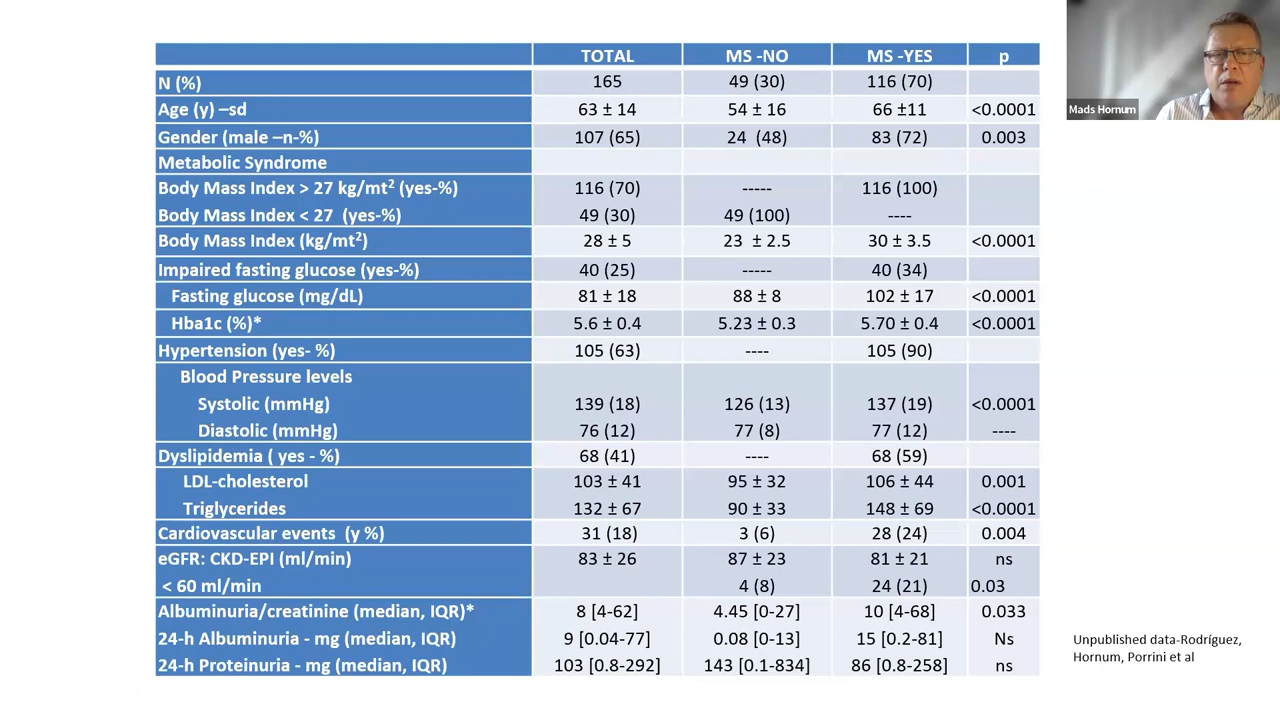 TOTAL MS -NO MS -YES p
N (%) 165 49 (30) 116 (70)
Age (y) –sd 63 ± 14 54 ± 16 66 ±11 <0.0001
Gender (male –n-%) 107 (65) 24 (48) 83 (72) 0.003
Metabolic Syndrome
Body Mass Index > 27 kg/mt² (yes-%) 116 (70) ----- 116 (100)
Body Mass Index < 27 (yes-%) 49 (30) 49 (100) ----
Body Mass Index (kg/mt²) 28 ± 5 23 ± 2.5 30 ± 3.5 <0.0001
Impaired fasting glucose (yes-%) 40 (25) ----- 40 (34)
Fasting glucose (mg/dL) 81 ± 18 88 ± 8 102 ± 17 <0.0001
Hba1c (%)* 5.6 ± 0.4 5.23 ± 0.3 5.70 ± 0.4 <0.0001
Hypertension (yes- %) 105 (63) ---- 105 (90)
Blood Pressure levels
Systolic (mmHg) 139 (18) 126 (13) 137 (19) <0.0001
Diastolic (mmHg) 76 (12) 77 (8) 77 (12) ----
Dyslipidemia ( yes - %) 68 (41) ---- 68 (59)
LDL-cholesterol 103 ± 41 95 ± 32 106 ± 44 0.001
Triglycerides 132 ± 67 90 ± 33 148 ± 69 <0.0001
Cardiovascular events (y %) 31 (18) 3 (6) 28 (24) 0.004
eGFR: CKD-EPI (ml/min) 83 ± 26 87 ± 23 81 ± 21 ns
< 60 ml/min 4 (8) 24 (21) 0.03
Albuminuria/creatinine (median, IQR)* 8 [4-62] 4.45 [0-27] 10 [4-68] 0.033
24-h Albuminuria - mg (median, IQR) 9 [0.04-77] 0.08 [0-13] 15 [0.2-81] Ns
24-h Proteinuria - mg (median, IQR) 103 [0.8-292] 143 [0.1-834] 86 [0.8-258] ns
Mads Hornum
Unpublished data-Rodríguez,
Hornum, Porrini et al